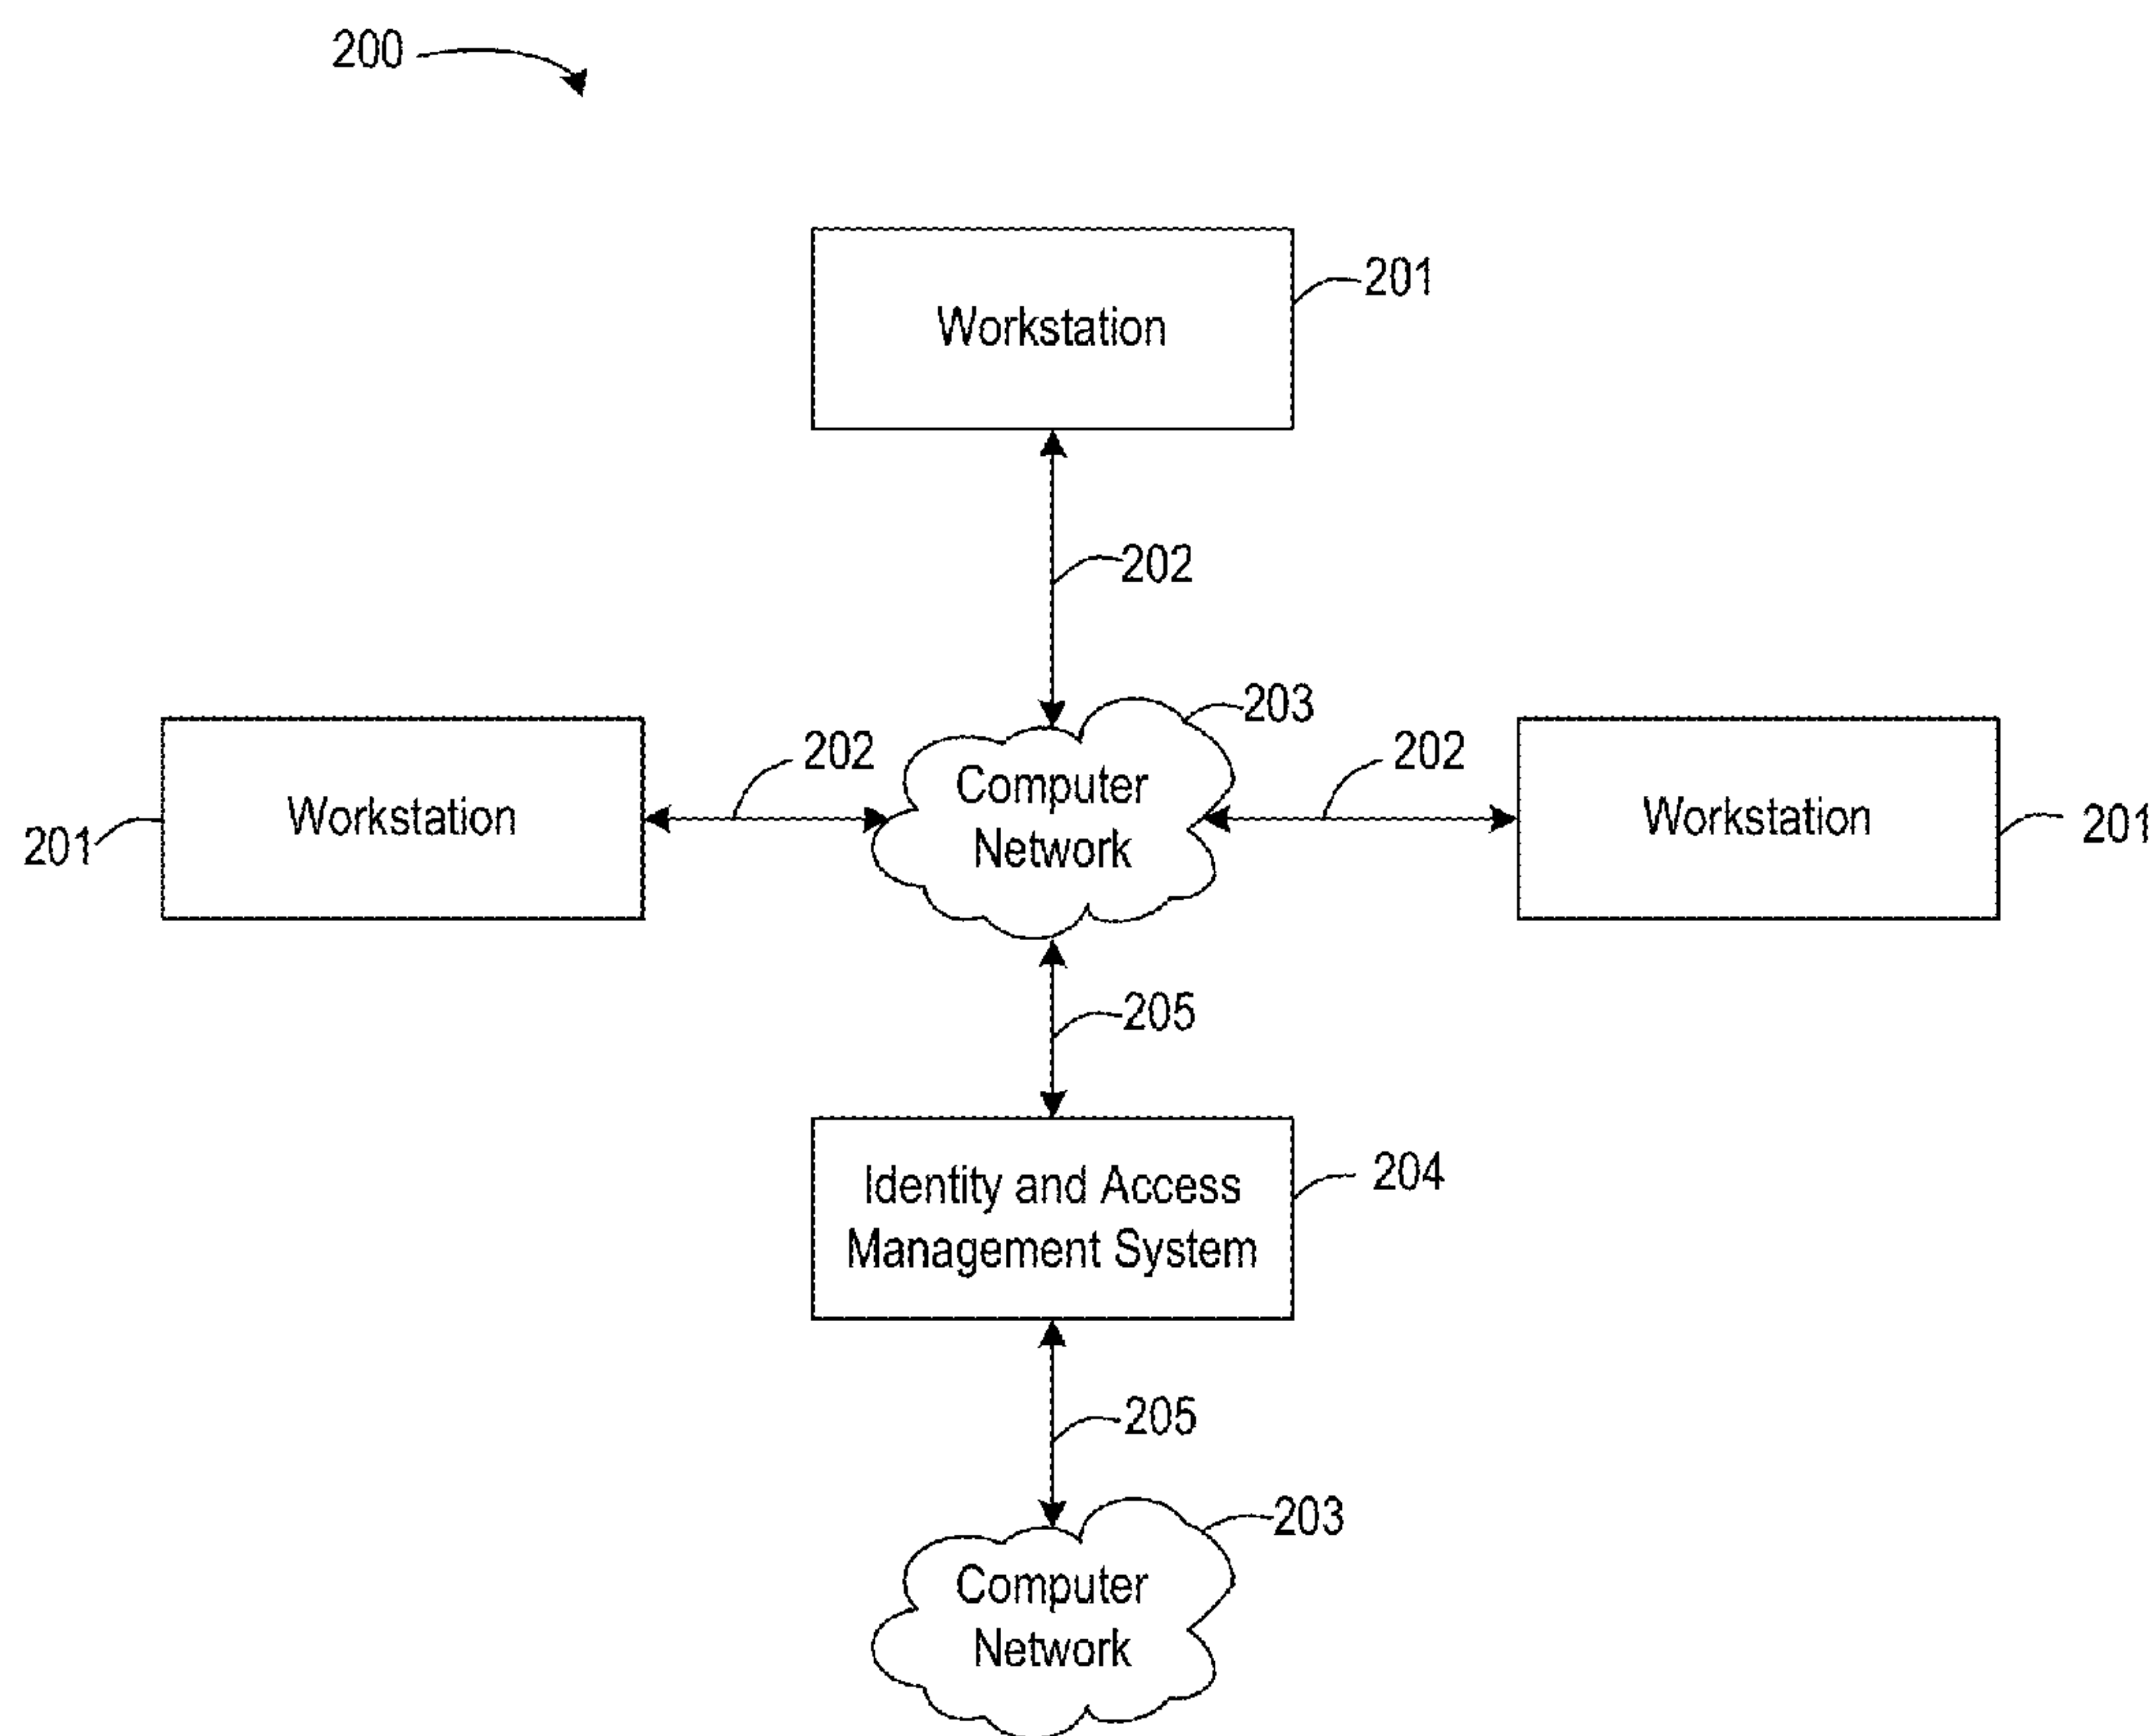 200
Workstation
201
202
203
Computer
Network
Workstation
201
202
202
Workstation
201
205
Identity and Access
Management System
204
205
203
Computer
Network